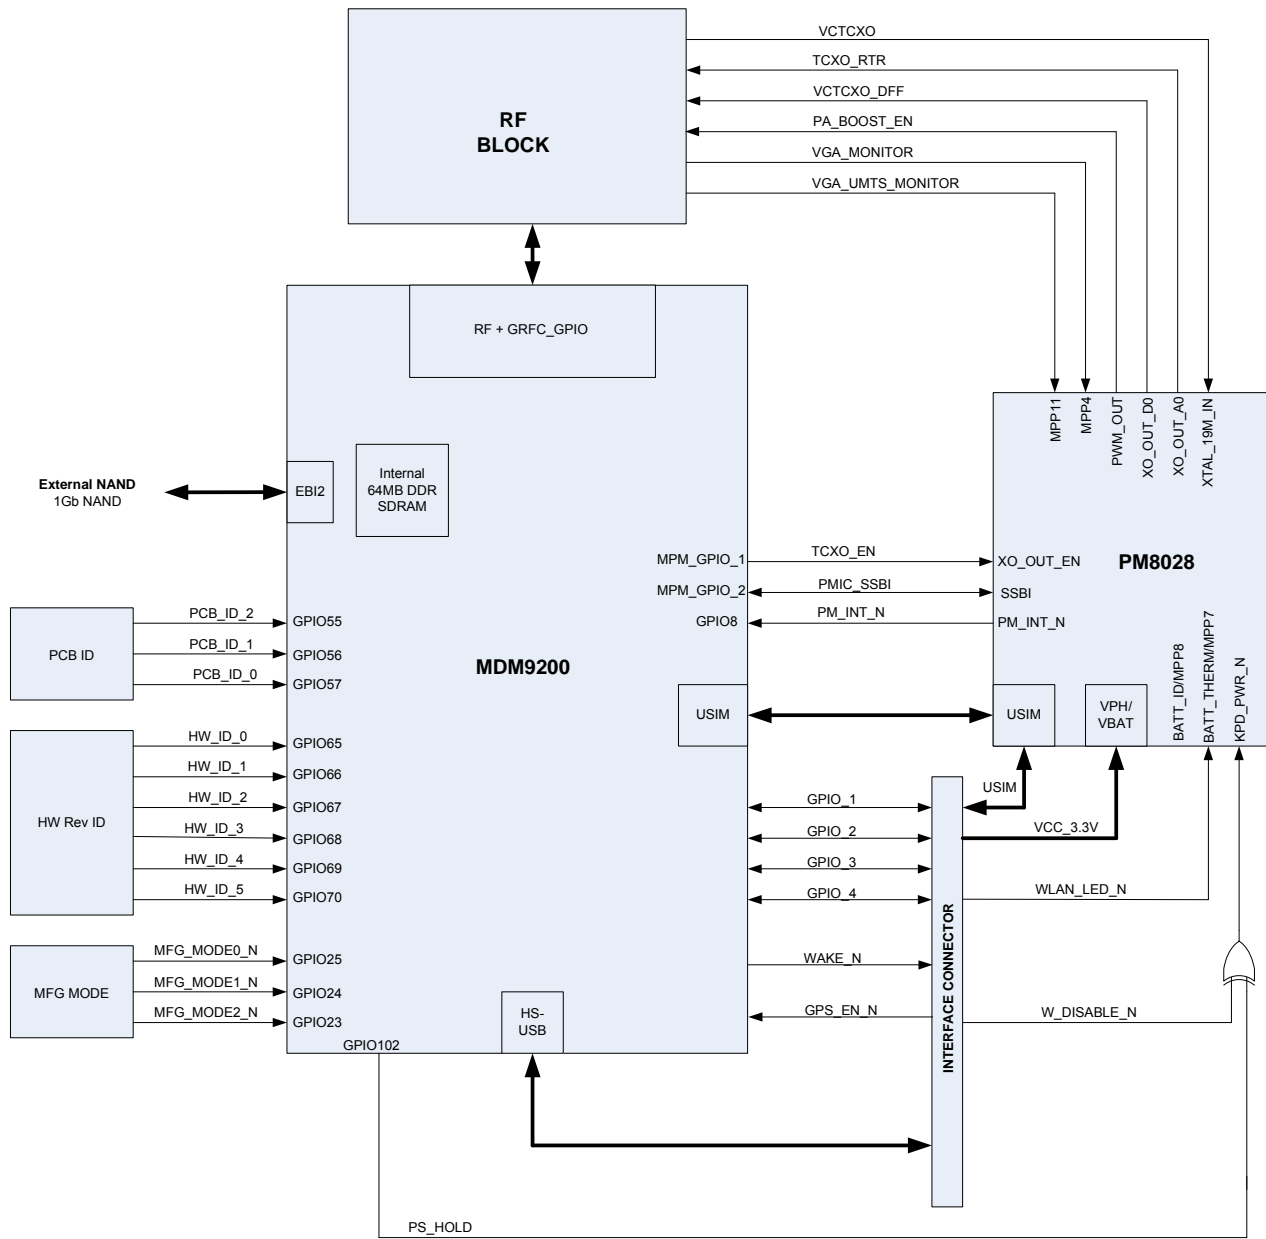 RF
BLOCK
VCTCXO
TCXO_RTR
VCTCXO_DFF
PA_BOOST_EN
VGA_MONITOR
VGA_UMTS_MONITOR
RF + GRFC_GPIO
MPP11
MPP4
PWM_OUT
XO_OUT_D0
XO_OUT_A0
XTAL_19M_IN
External NAND
1Gb NAND
EBI2
Internal
64MB DDR
SDRAM
MPM_GPIO_1
TCXO_EN
XO_OUT_EN
PM8028
MPM_GPIO_2
PMIC_SSBI
SSBI
GPIO8
PM_INT_N
PM_INT_N
PCB ID
PCB_ID_2
GPIO55
PCB_ID_1
GPIO56
PCB_ID_0
GPIO57
MDM9200
BATT_ID/MPP8
BATT_THERM/MPP7
KPD_PWR_N
USIM
USIM
VPH/
VBAT
HW Rev ID
HW_ID_0
GPIO65
HW_ID_1
GPIO66
HW_ID_2
GPIO67
HW_ID_3
GPIO68
HW_ID_4
GPIO69
HW_ID_5
GPIO70
USIM
GPIO_1
GPIO_2
VCC_3.3V
GPIO_3
GPIO_4
WLAN_LED_N
INTERFACE CONNECTOR
MFG MODE
MFG_MODE0_N
GPIO25
MFG_MODE1_N
GPIO24
MFG_MODE2_N
GPIO23
WAKE_N
GPS_EN_N
W_DISABLE_N
HS-
USB
GPIO102
PS_HOLD